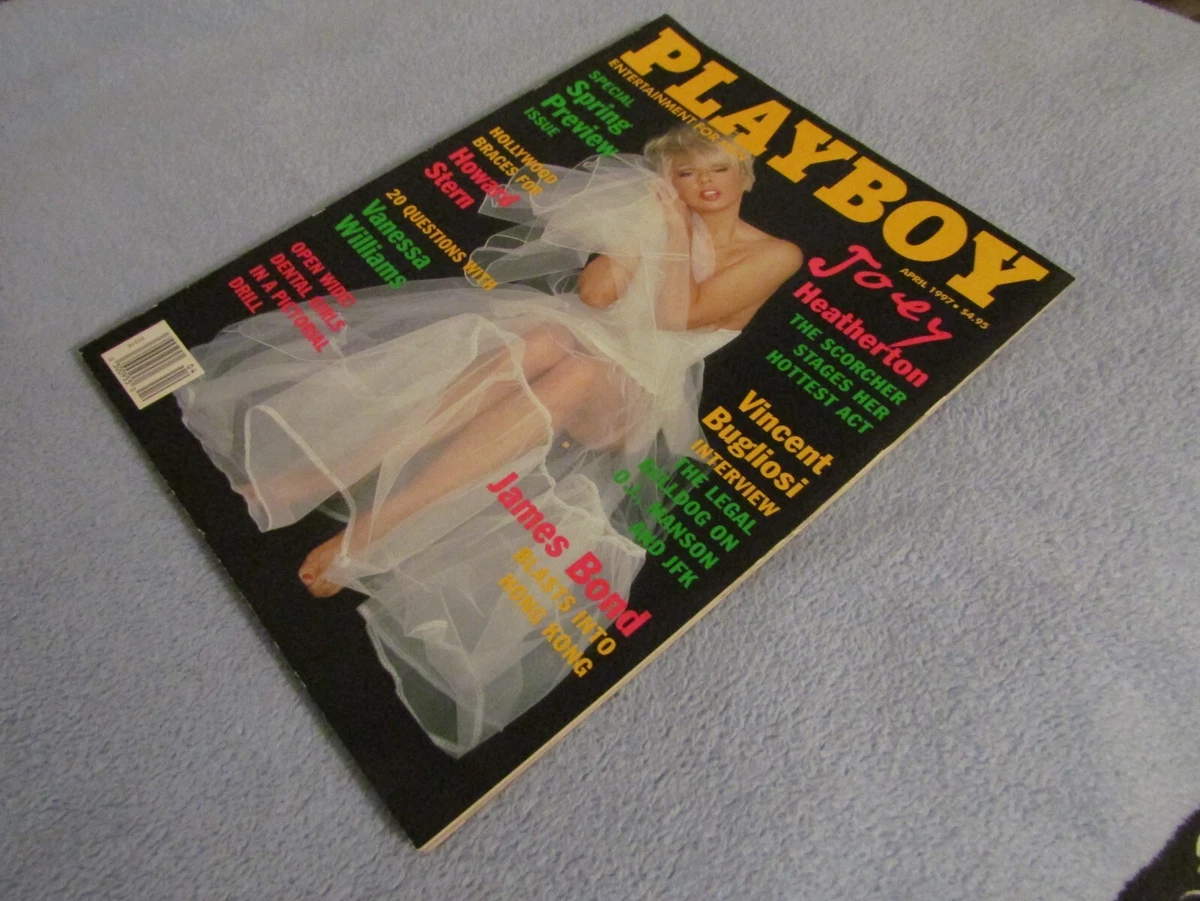 PLAYBOY
ENTERTAINMENT FOR
APRIL 1997 • $4.95
SPECIAL
Spring
Preview
ISSUE
HOLLYWOOD
BRACES FOR
Howard
Stern
20 QUESTIONS WITH
Vanessa
Williams
OPEN WIDE!
DENTAL GIRLS
IN A PICTORIAL
DRILL
Joey
Heatherton
THE SCORCHER
STAGES HER
HOTTEST ACT
Vincent
Bugliosi
INTERVIEW
THE LEGAL
BULLDOG ON
O.J., MANSON
AND JFK
James Bond
BLASTS INTO
HONG KONG
04